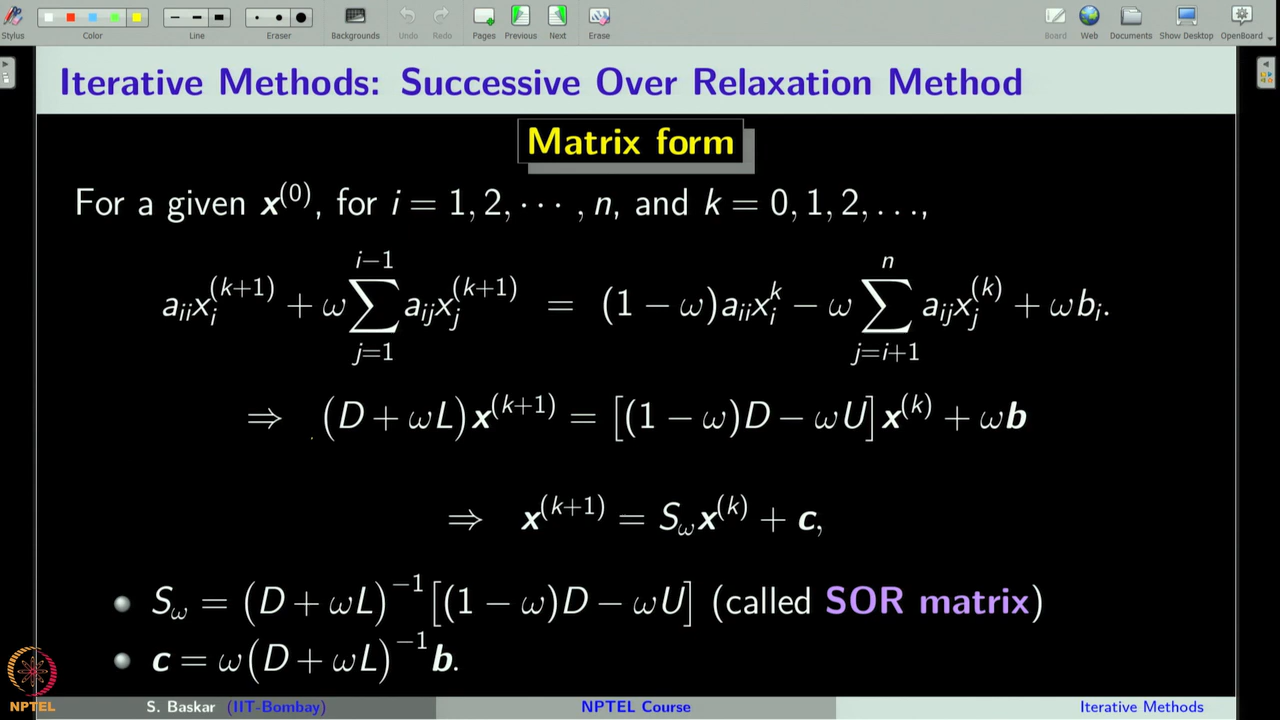 Stylus Color Line Eraser Backgrounds Undo Redo Pages Previous Next Erase Board Web Documents Show Desktop OpenBoard
Iterative Methods: Successive Over Relaxation Method
Matrix form
For a given x^(0), for i = 1, 2, ⋯ , n, and k = 0, 1, 2, . . .,
a_ii x_i^(k+1) + ω ∑_{j=1}^{i−1} a_ij x_j^(k+1) = (1 − ω)a_ii x_i^k − ω ∑_{j=i+1}^{n} a_ij x_j^(k) + ωb_i.
⇒ (D + ωL)x^(k+1) = [(1 − ω)D − ωU]x^(k) + ωb
⇒ x^(k+1) = S_ω x^(k) + c,
• S_ω = (D + ωL)^−1 [(1 − ω)D − ωU] (called SOR matrix)
• c = ω(D + ωL)^−1 b.
NPTEL
S. Baskar (IIT-Bombay) NPTEL Course Iterative Methods